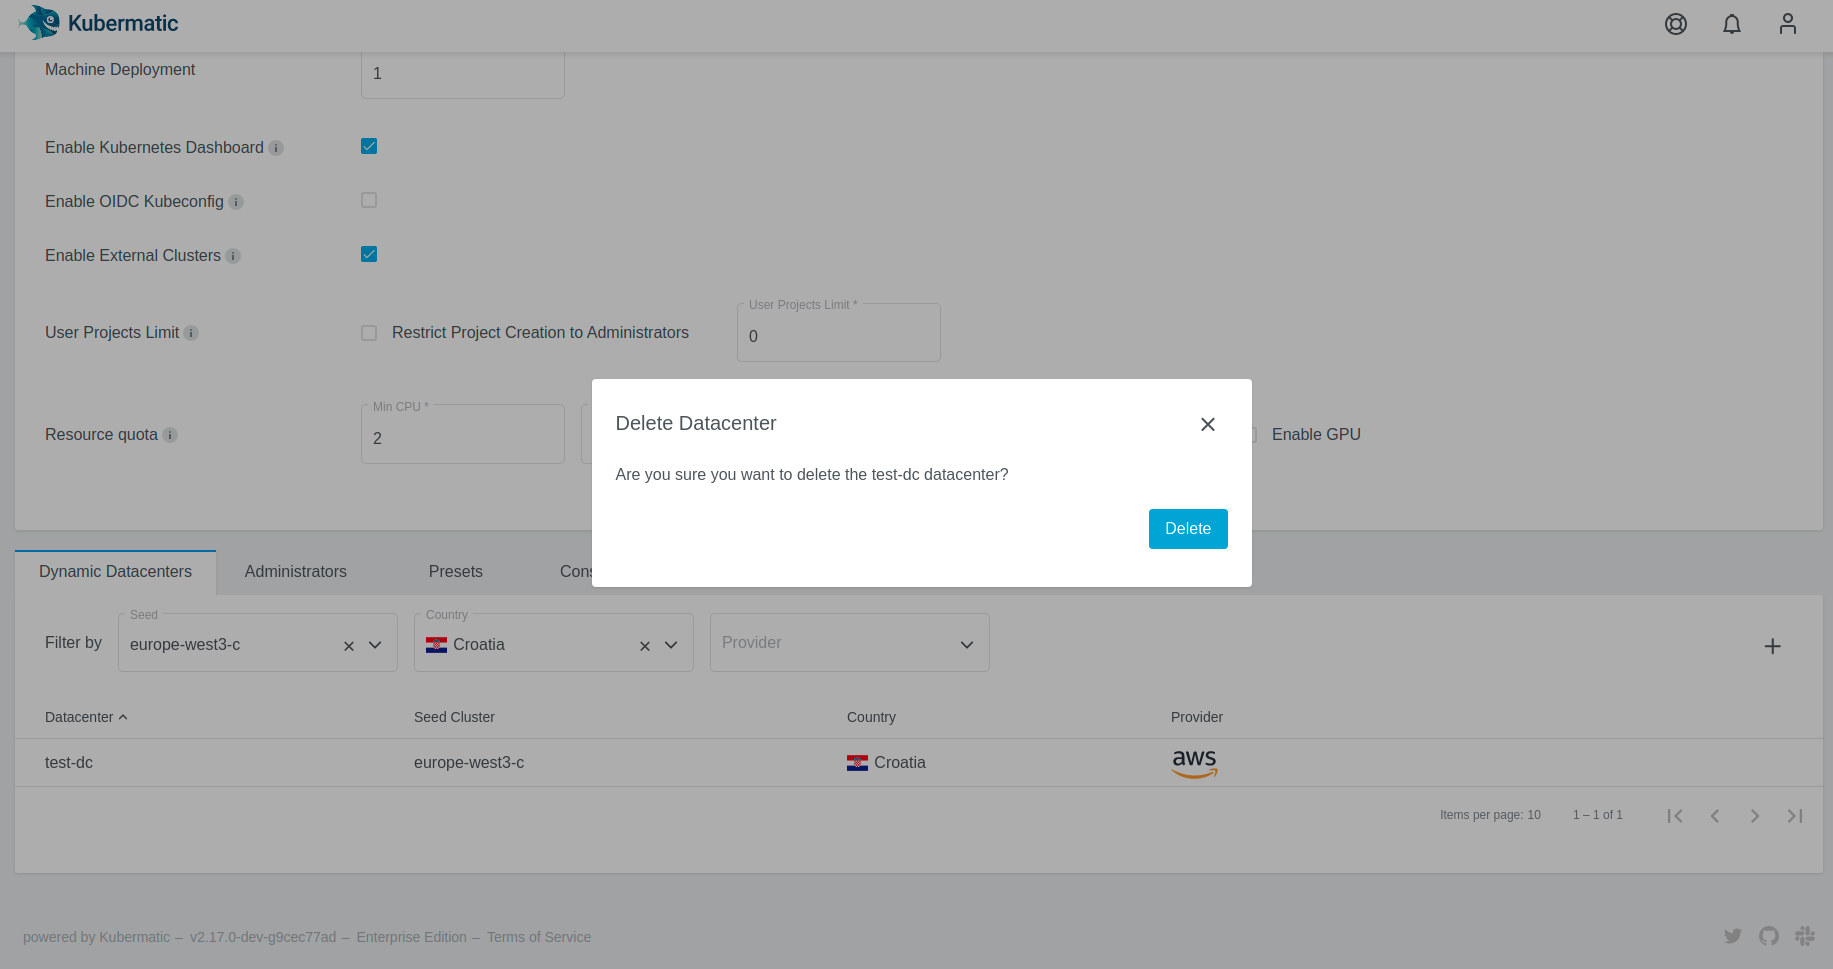 Kubermatic
Machine Deployment
1
Enable Kubernetes Dashboard
Enable OIDC Kubeconfig
Enable External Clusters
User Projects Limit *
User Projects Limit
Restrict Project Creation to Administrators
0
Min CPU *
Resource quota
2
Enable GPU
Delete Datacenter
Are you sure you want to delete the test-dc datacenter?
Delete
Dynamic Datacenters
Administrators
Presets
Cons
Filter by
Seed
europe-west3-c
Country
Croatia
Provider
Datacenter
Seed Cluster
Country
Provider
test-dc
europe-west3-c
Croatia
aws
Items per page: 10
1 – 1 of 1
powered by Kubermatic – v2.17.0-dev-g9cec77ad – Enterprise Edition – Terms of Service